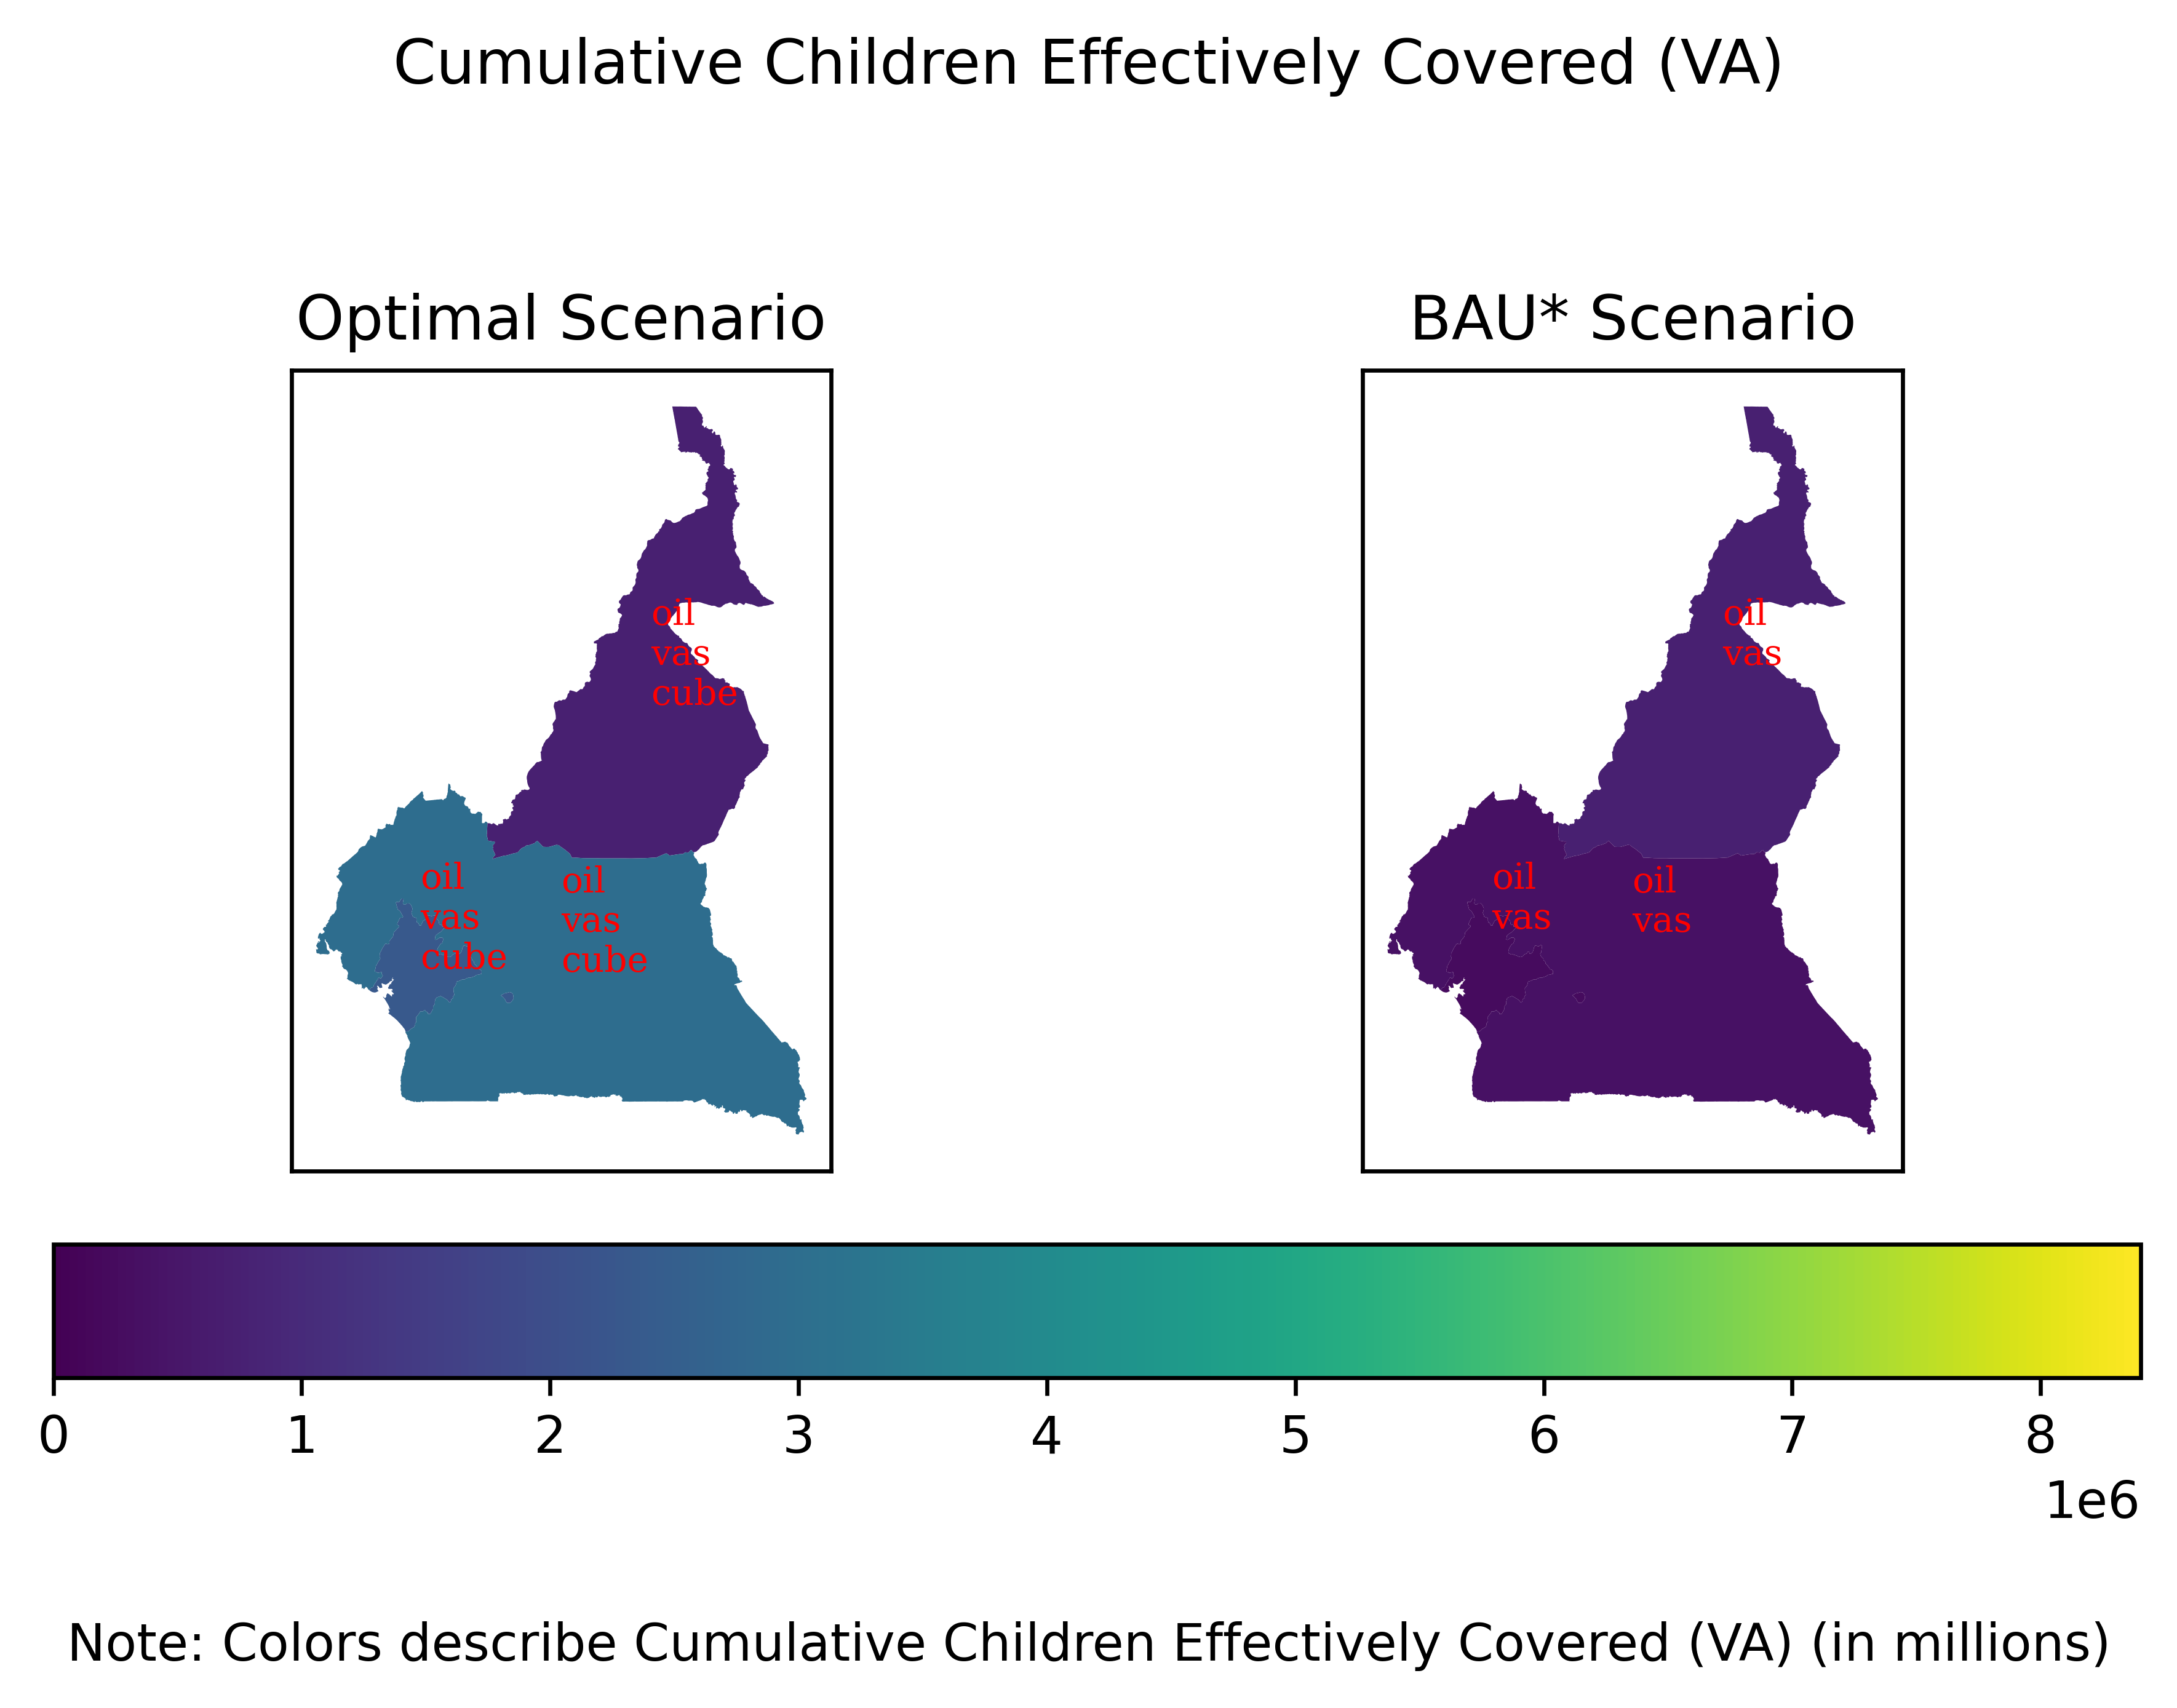 Cumulative Children Effectively Covered (VA)
Optimal Scenario
BAU* Scenario
oil
vas
cube
oil
vas
cube
oil
vas
cube
oil
vas
oil
vas
oil
vas
0 1 2 3 4 5 6 7 8
1e6
Note: Colors describe Cumulative Children Effectively Covered (VA) (in millions)